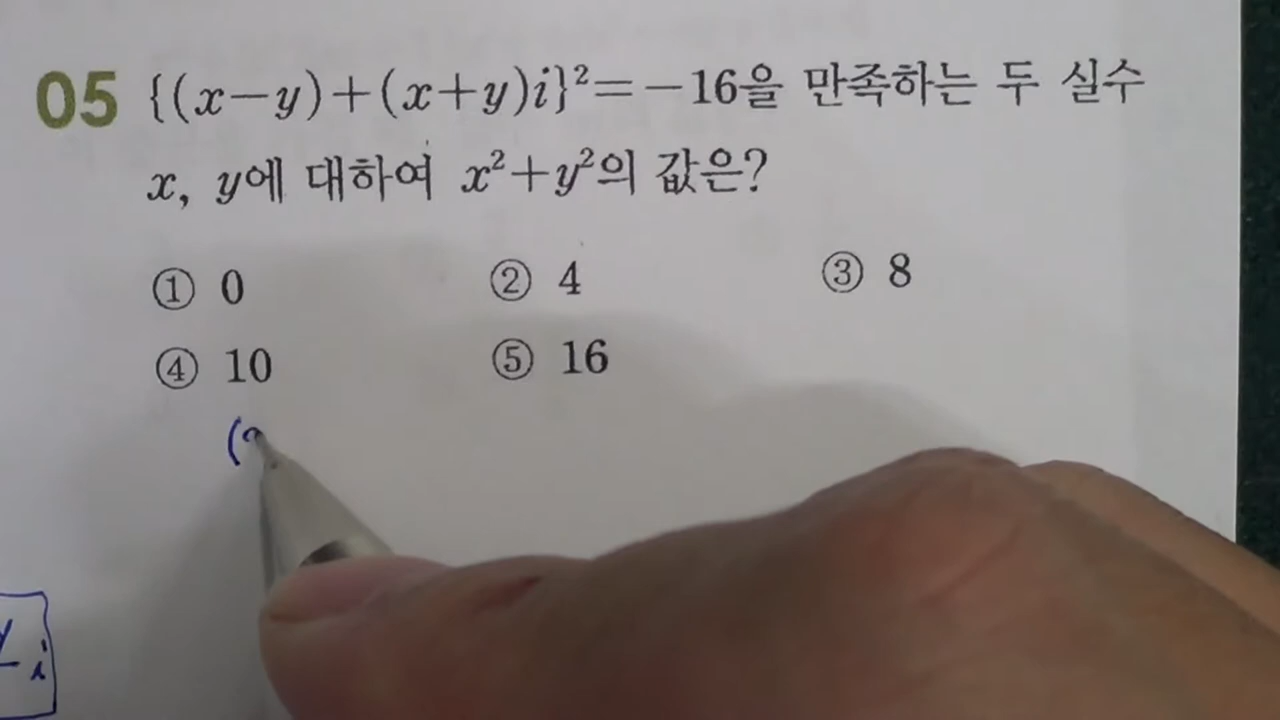 05 {(x−y)+(x+y)i}²=−16을 만족하는 두 실수
x, y에 대하여 x²+y²의 값은?
① 0 ② 4 ③ 8
④ 10 ⑤ 16
(
i